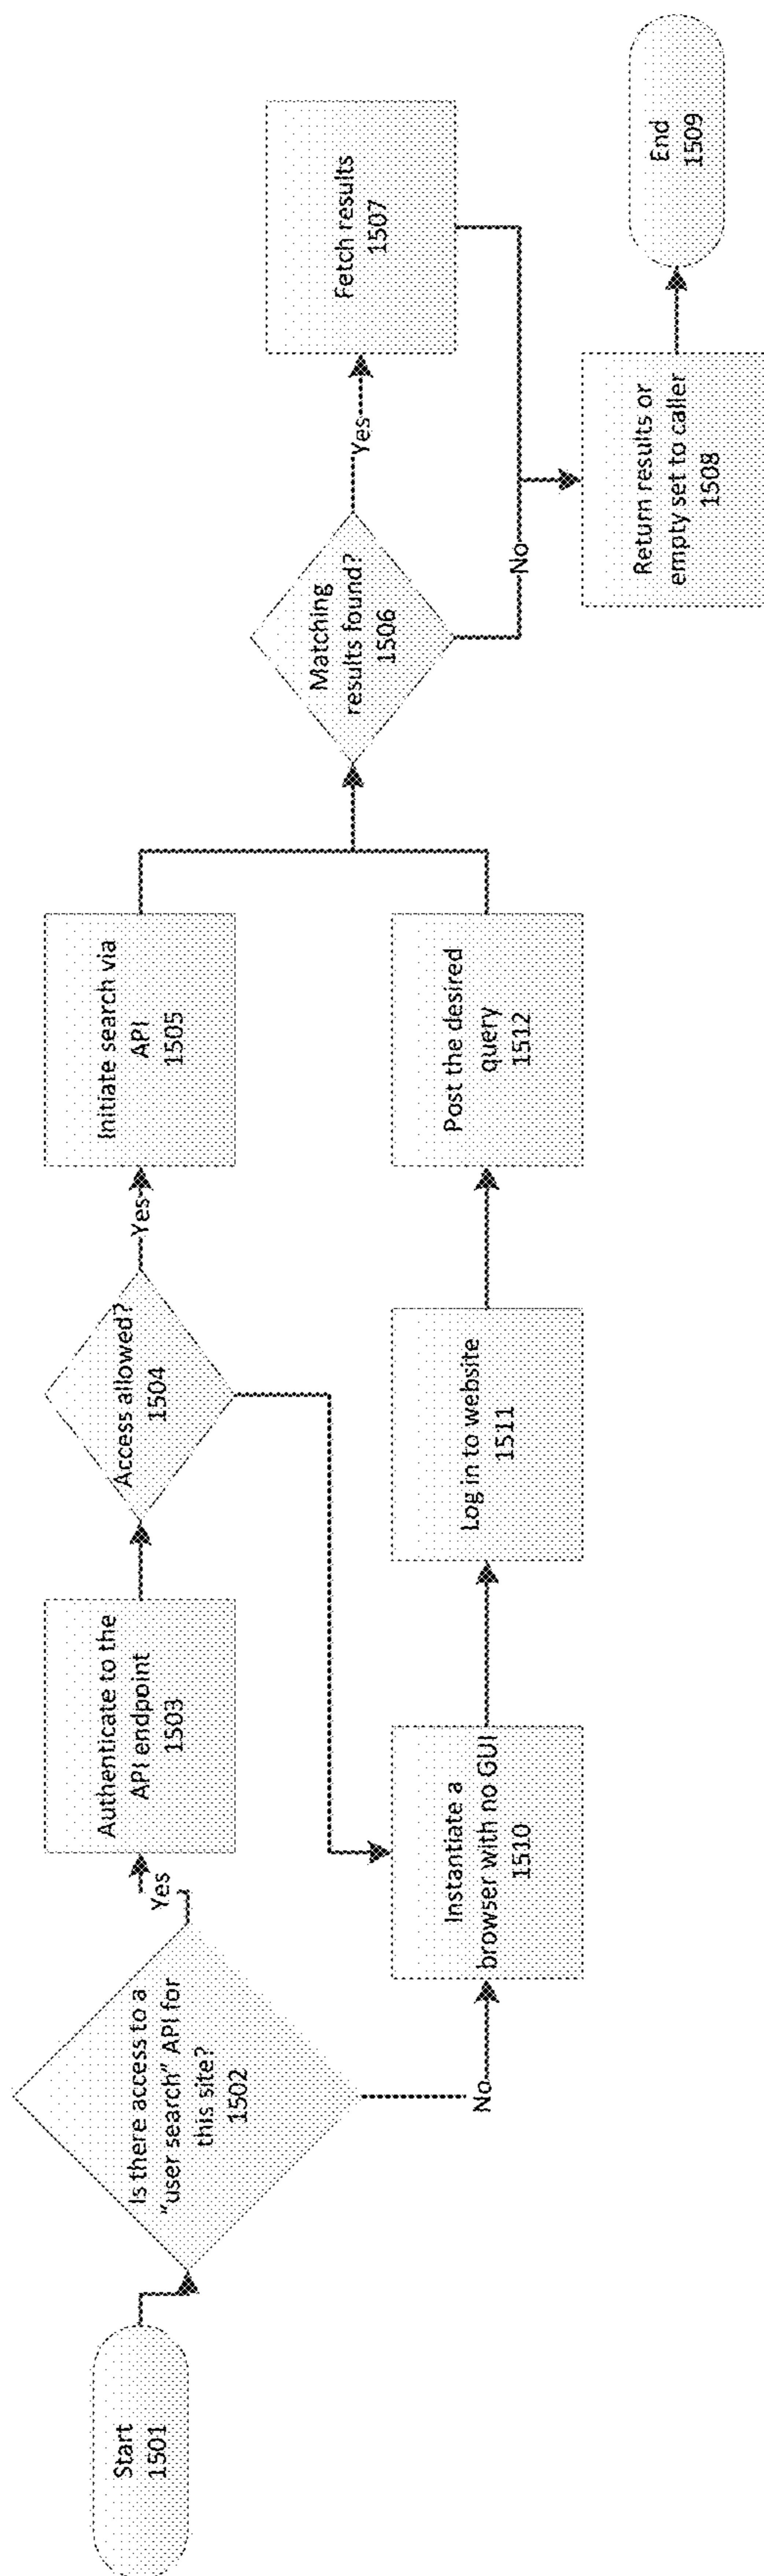 Start
1501
Is there access to a
"user search" API for
this site?
1502
Yes
No
Authenticate to the
API endpoint
1503
Access allowed?
1504
Yes
Initiate search via
API
1505
Instantiate a
browser with no GUI
1510
Log in to website
1511
Post the desired
query
1512
Matching
results found?
1506
Yes
No
Fetch results
1507
Return results or
empty set to caller
1508
End
1509